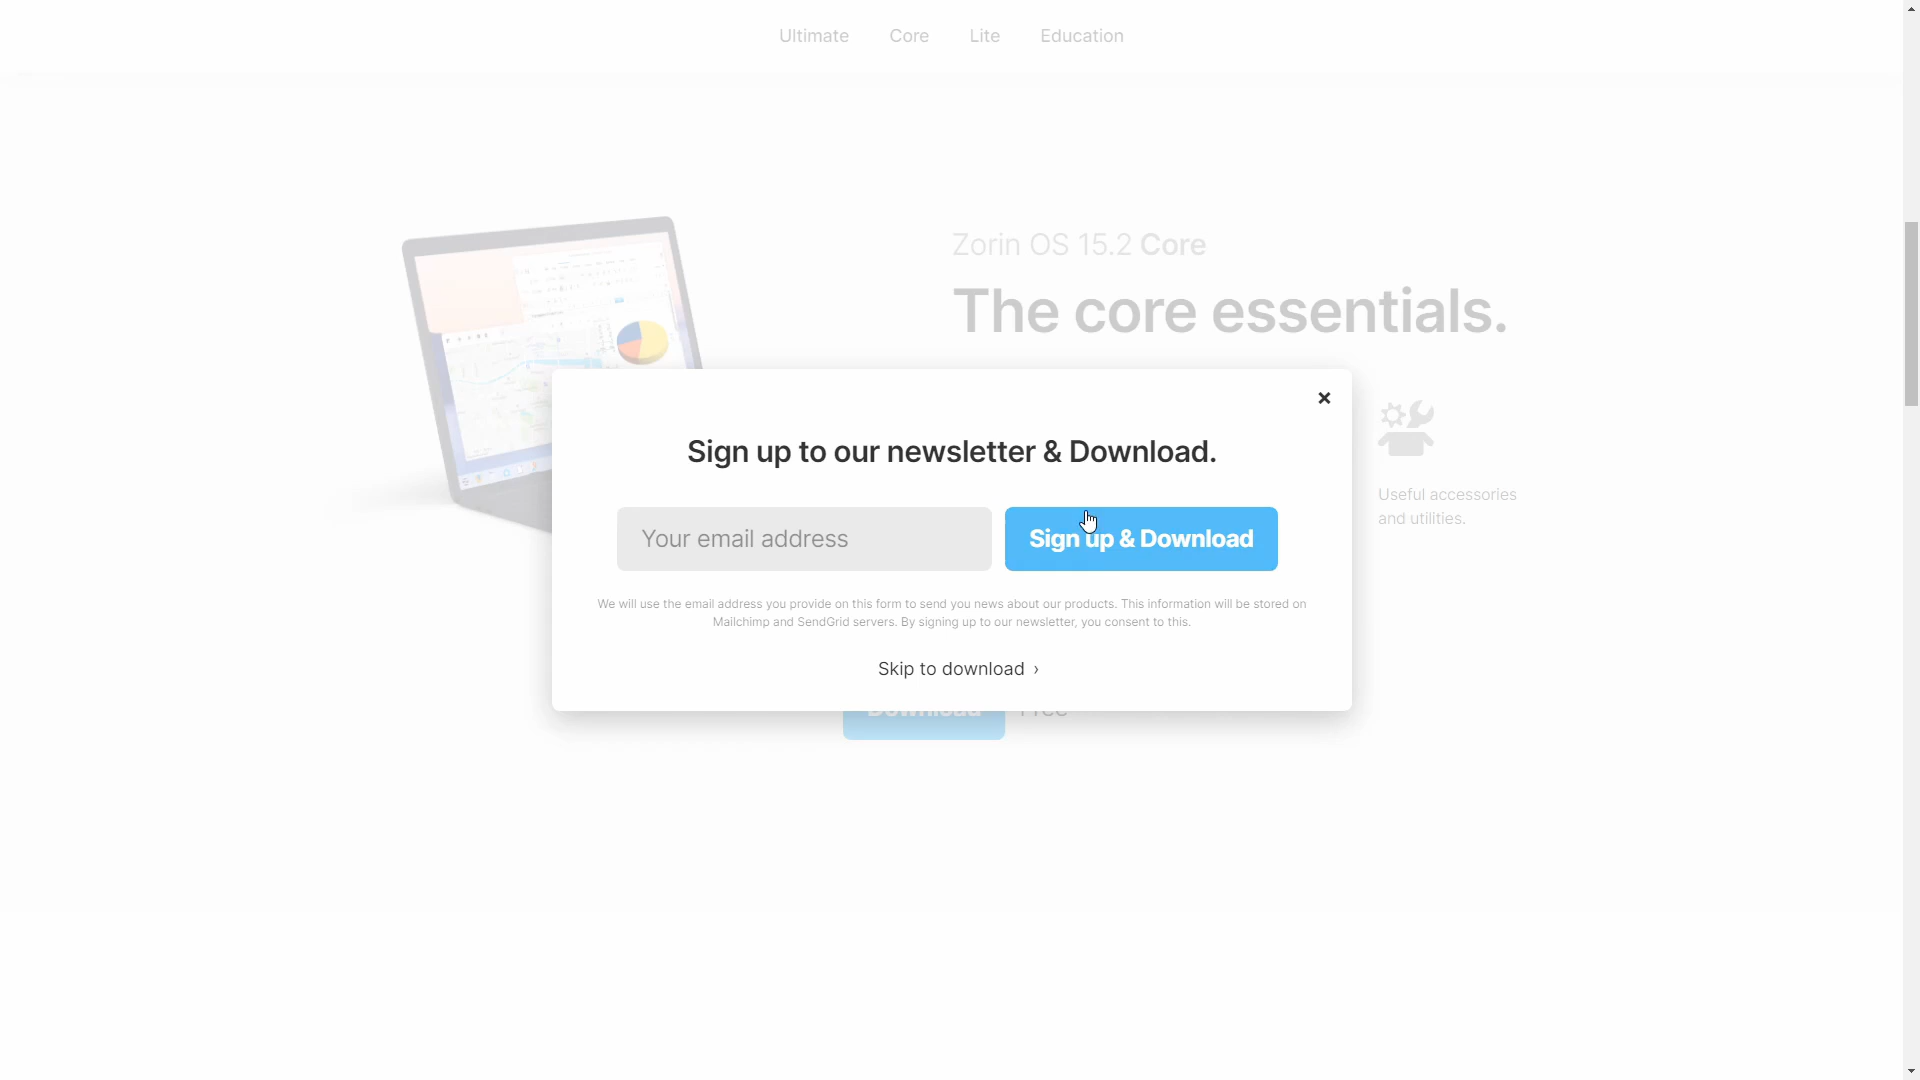 Ultimate Core Lite Education
Zorin OS 15.2 Core
The core essentials.
Useful accessories
and utilities.
×
Sign up to our newsletter & Download.
Your email address
Sign up & Download
We will use the email address you provide on this form to send you news about our products. This information will be stored on
Mailchimp and SendGrid servers. By signing up to our newsletter, you consent to this.
Skip to download ›
Download Free